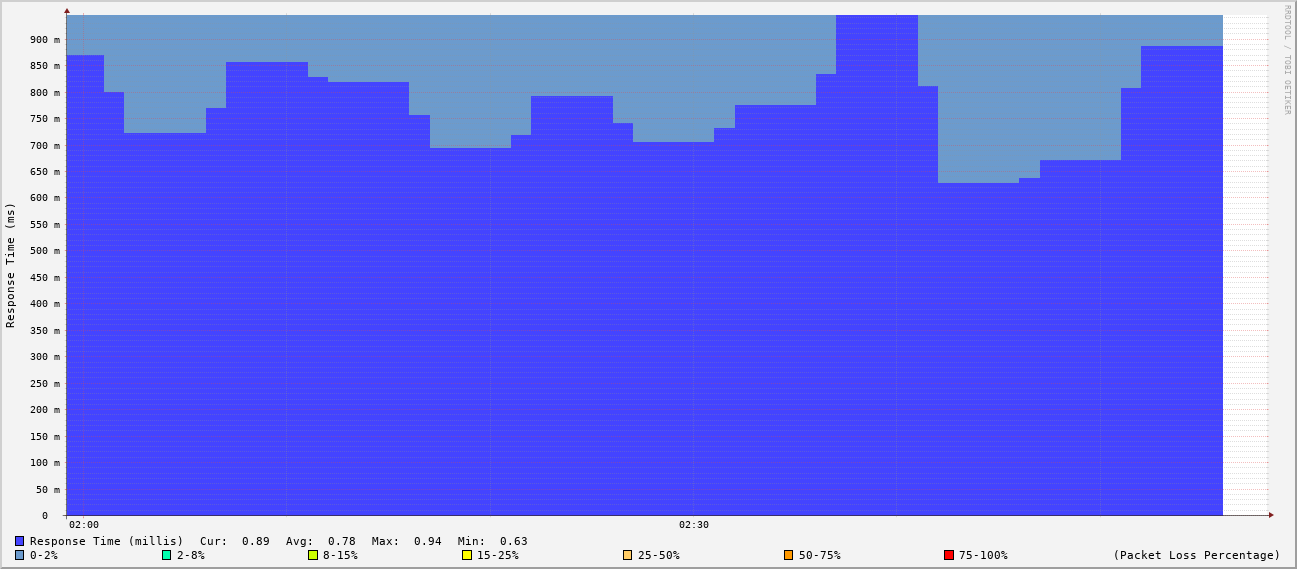 RRDTOOL / TOBI OETIKER
Response Time (ms)
900 m
850 m
800 m
750 m
700 m
650 m
600 m
550 m
500 m
450 m
400 m
350 m
300 m
250 m
200 m
150 m
100 m
50 m
0
02:00 02:30
Response Time (millis) Cur: 0.89 Avg: 0.78 Max: 0.94 Min: 0.63
0-2% 2-8% 8-15% 15-25% 25-50% 50-75% 75-100% (Packet Loss Percentage)